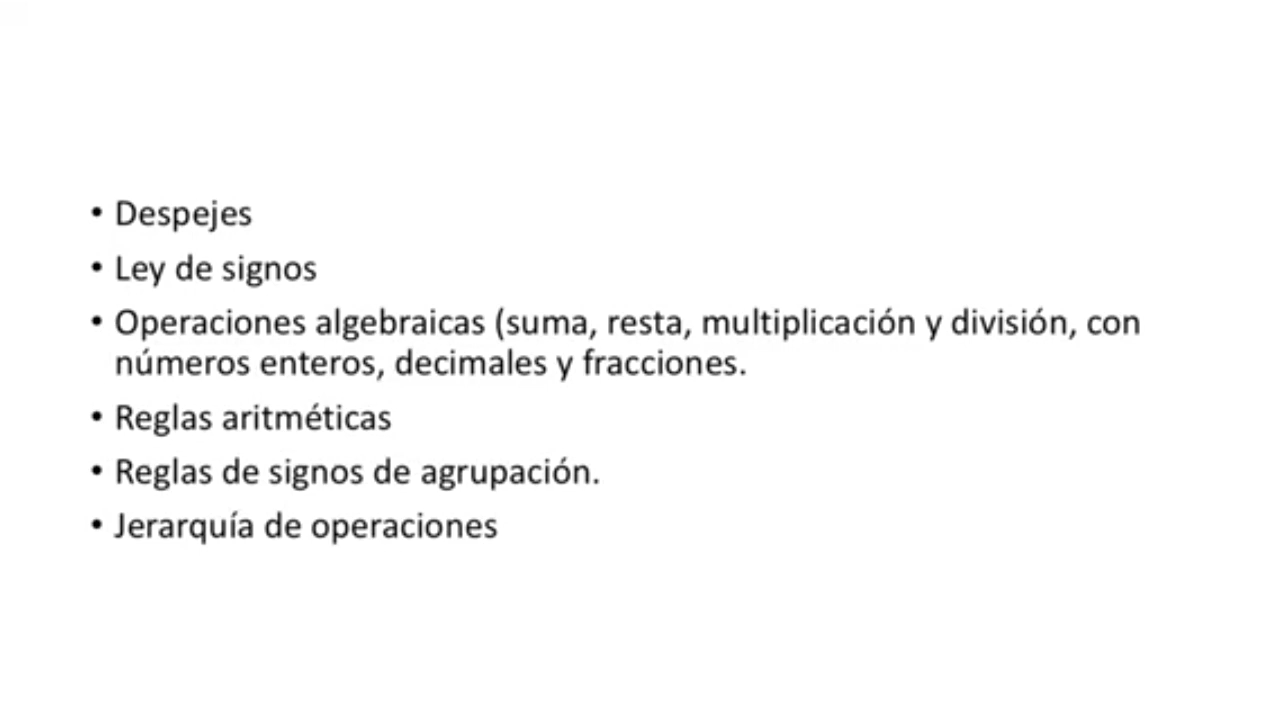 • Despejes
• Ley de signos
• Operaciones algebraicas (suma, resta, multiplicación y división, con
números enteros, decimales y fracciones.
• Reglas aritméticas
• Reglas de signos de agrupación.
• Jerarquía de operaciones